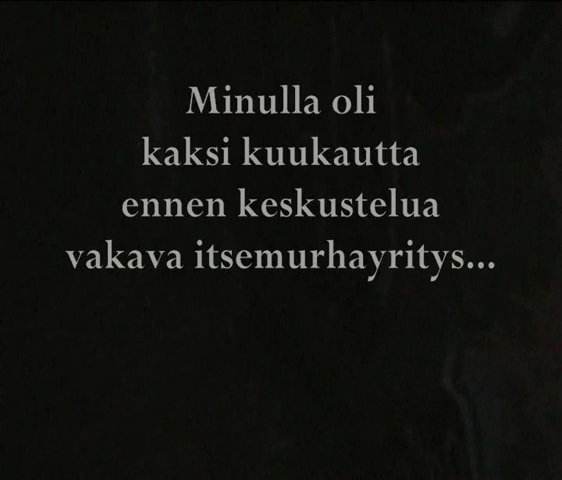 Minulla oli
kaksi kuukautta
ennen keskustelua
vakava itsemurhayritys...